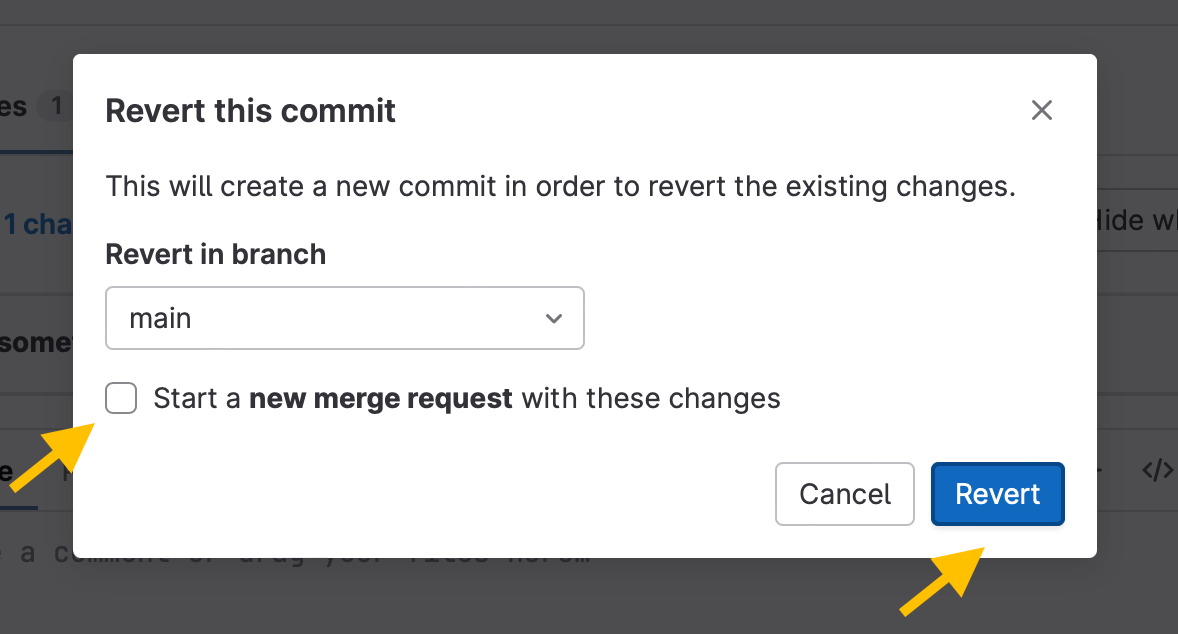 es 1
Revert this commit
This will create a new commit in order to revert the existing changes.
1 cha
Hide wh
Revert in branch
main
some
Start a new merge request with these changes
e
Cancel
Revert
</>
a comment or drag your files here…